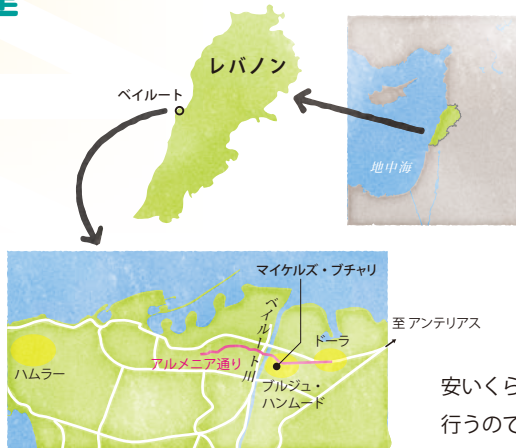 レバノン
ベイルート
地中海
マイケルズ・ブチャリ
ベイルート川
ドーラ
至 アンテリアス
アルメニア通り
ハムラー
ブルジュ・
ハンムード
安いくら
行うので